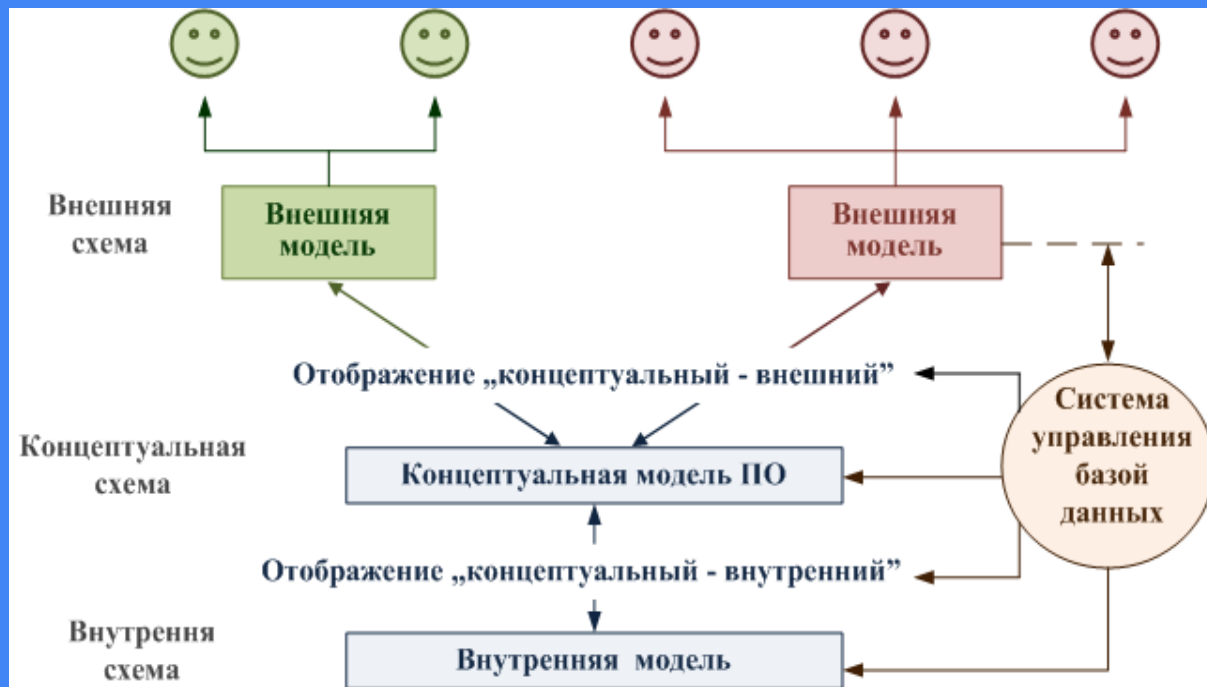 Внешняя
схема
Внешняя
модель
Внешняя
модель
Отображение „концептуальный - внешний”
Система
управления
базой
данных
Концептуальная
схема
Концептуальная модель ПО
Отображение „концептуальный - внутренний”
Внутрення
схема
Внутренняя модель